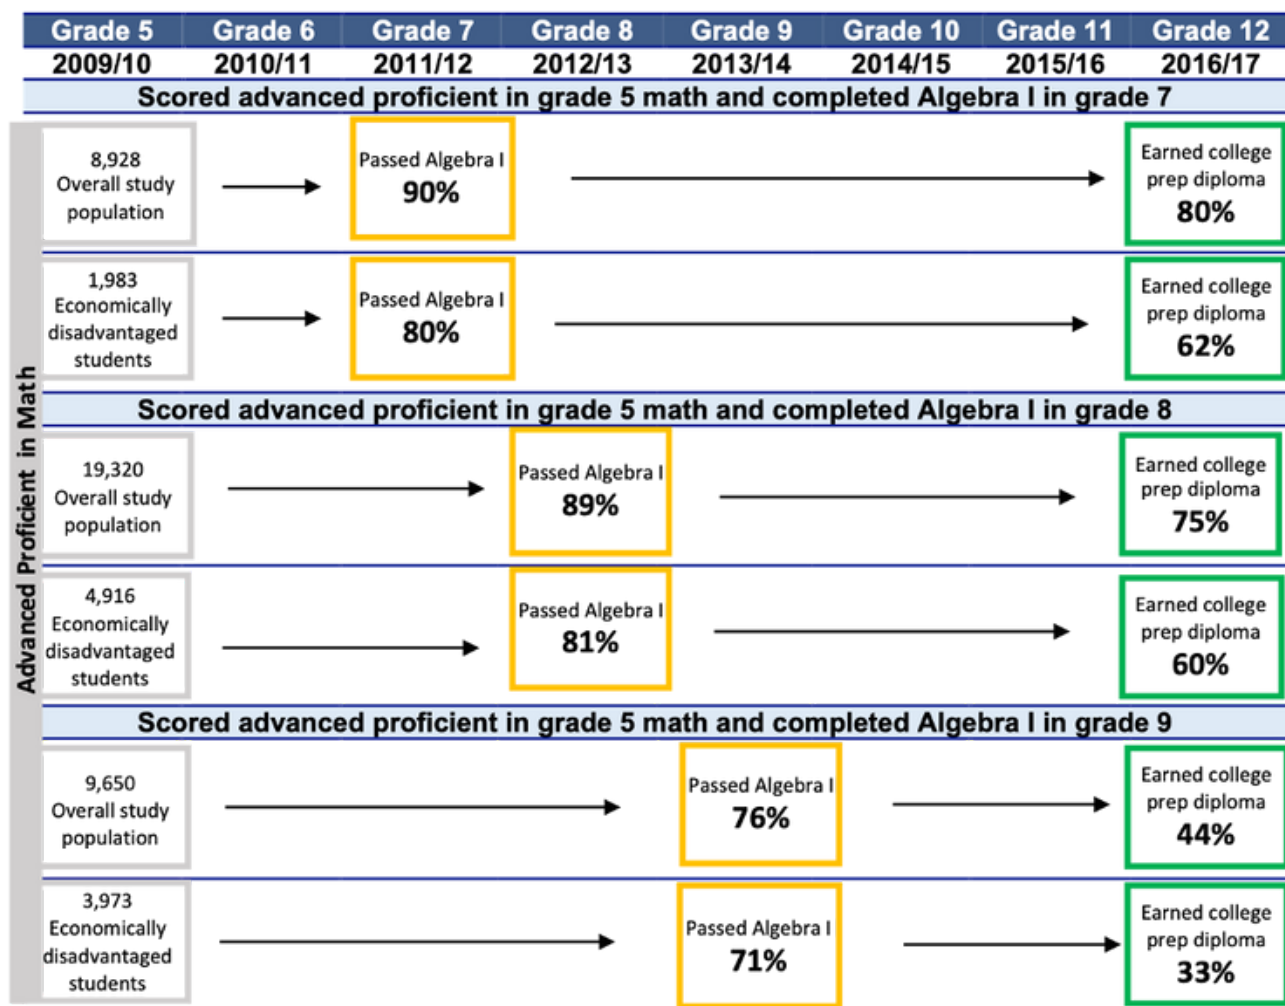 Grade 5 Grade 6 Grade 7 Grade 8 Grade 9 Grade 10 Grade 11 Grade 12
2009/10 2010/11 2011/12 2012/13 2013/14 2014/15 2015/16 2016/17
Scored advanced proficient in grade 5 math and completed Algebra I in grade 7
Advanced Proficient in Math
8,928
Overall study
population
Passed Algebra I
90%
Earned college
prep diploma
80%
1,983
Economically
disadvantaged
students
Passed Algebra I
80%
Earned college
prep diploma
62%
Scored advanced proficient in grade 5 math and completed Algebra I in grade 8
19,320
Overall study
population
Passed Algebra I
89%
Earned college
prep diploma
75%
4,916
Economically
disadvantaged
students
Passed Algebra I
81%
Earned college
prep diploma
60%
Scored advanced proficient in grade 5 math and completed Algebra I in grade 9
9,650
Overall study
population
Passed Algebra I
76%
Earned college
prep diploma
44%
3,973
Economically
disadvantaged
students
Passed Algebra I
71%
Earned college
prep diploma
33%